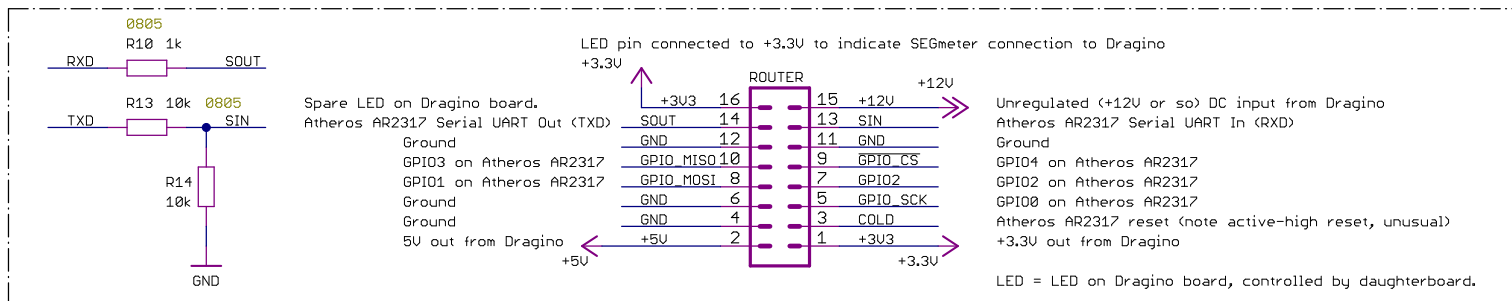 0805
R10 1k
RXD
SOUT
R13 10k 0805
TXD
SIN
R14
10k
GND
LED pin connected to +3.3V to indicate SEGmeter connection to Dragino
+3.3V
ROUTER
+12V
Spare LED on Dragino board. +3V3 16 15 +12V Unregulated (+12V or so) DC input from Dragino
Atheros AR2317 Serial UART Out (TXD) SOUT 14 13 SIN Atheros AR2317 Serial UART In (RXD)
Ground GND 12 11 GND Ground
GPIO3 on Atheros AR2317 GPIO_MISO 10 9 GPIO_CS GPIO4 on Atheros AR2317
GPIO1 on Atheros AR2317 GPIO_MOSI 8 7 GPIO2 GPIO2 on Atheros AR2317
Ground GND 6 5 GPIO_SCK GPIO0 on Atheros AR2317
Ground GND 4 3 COLD Atheros AR2317 reset (note active-high reset, unusual)
5V out from Dragino +5V 2 1 +3V3 +3.3V out from Dragino
+5V
+3.3V
LED = LED on Dragino board, controlled by daughterboard.